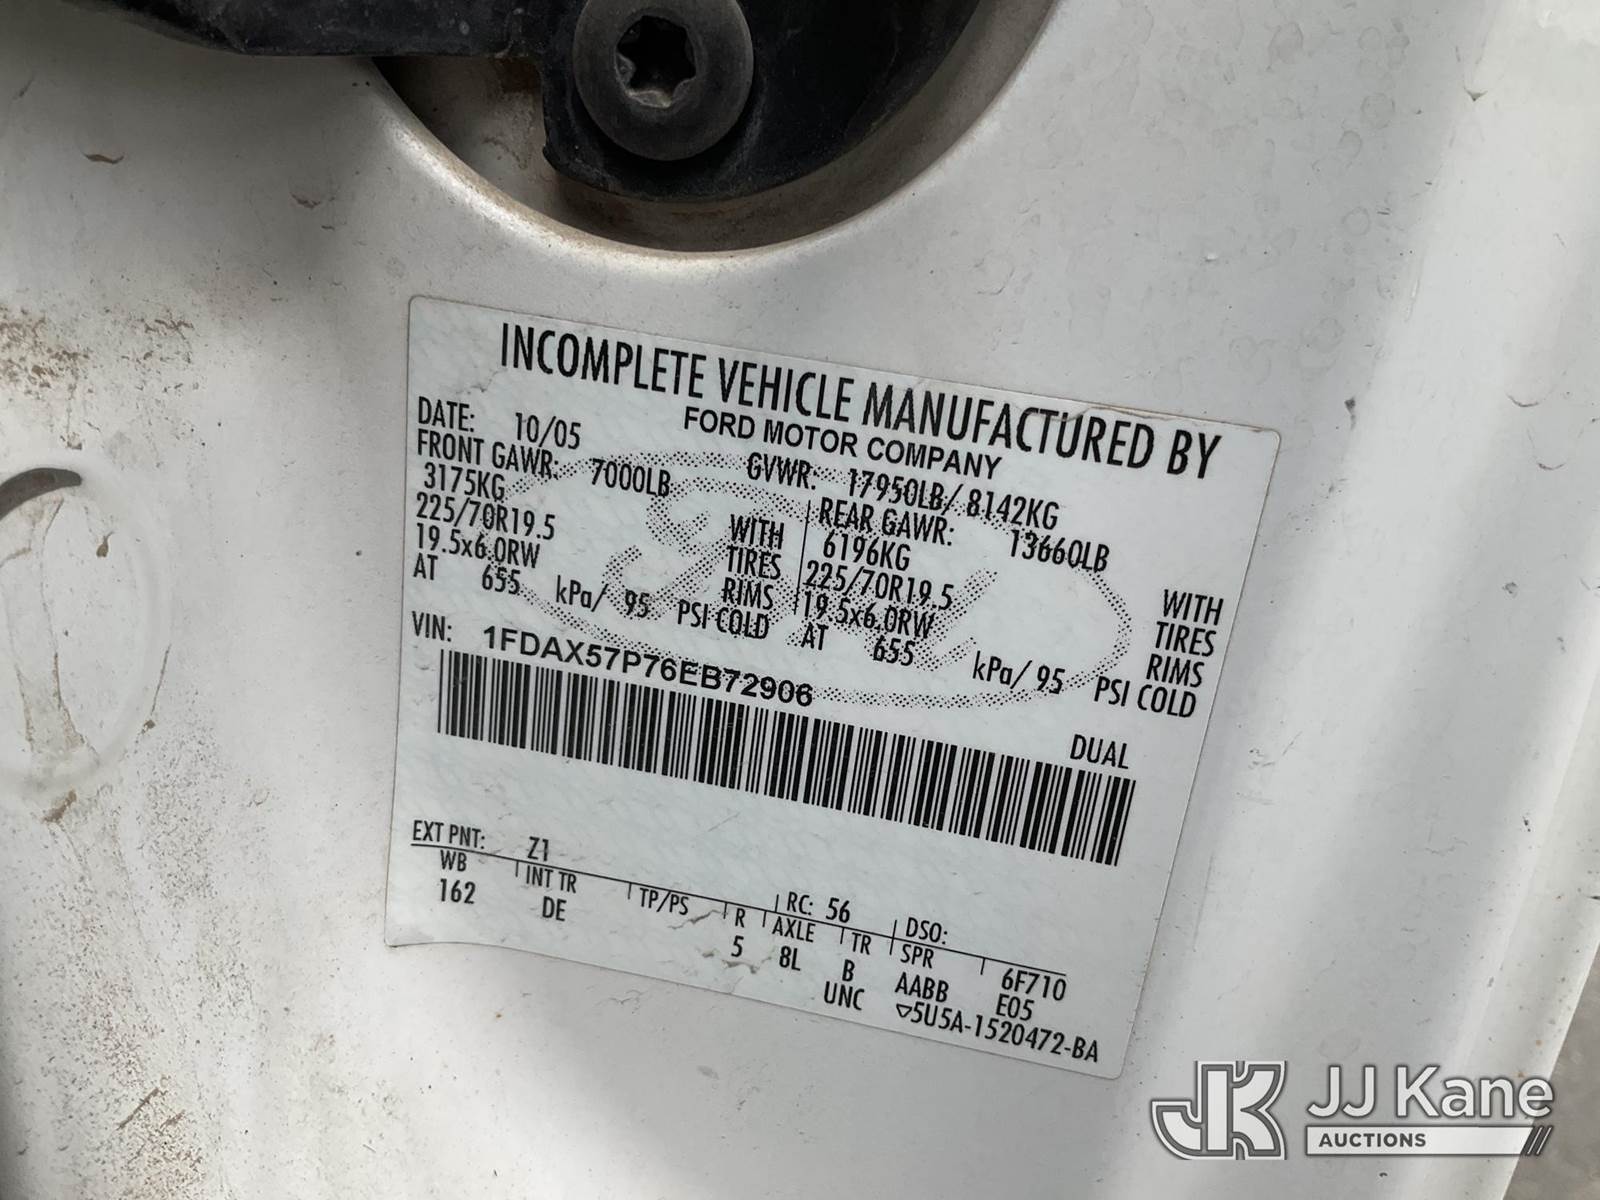 INCOMPLETE VEHICLE MANUFACTURED BY
FORD MOTOR COMPANY
DATE: 10/05 GVWR: 17950LB/ 8142KG
FRONT GAWR: 7000LB REAR GAWR: 13660LB
3175KG WITH 6196KG WITH
225/70R19.5 TIRES 225/70R19.5 TIRES
19.5x6.0RW RIMS 19.5x6.0RW RIMS
AT 655 kPa/ 95 PSI COLD AT 655 kPa/ 95 PSI COLD
VIN: 1FDAX57P76EB72906
DUAL
EXT PNT: Z1 RC: 56 DSO:
WB INT TR TP/PS R AXLE TR SPR 6F710
162 DE 5 8L B AABB E05
UNC ▽5U5A-1520472-BA
JK JJ Kane
AUCTIONS